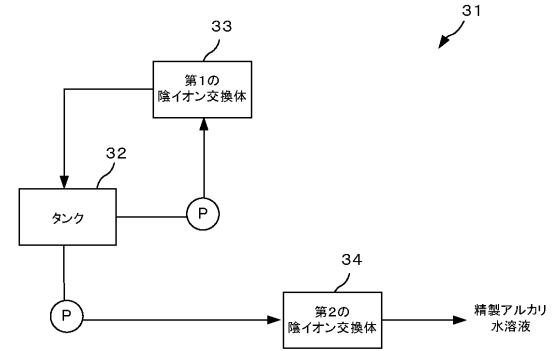 31
33
第1の
陰イオン交換体
32
タンク
P
34
P
第2の
陰イオン交換体
精製アルカリ
水溶液